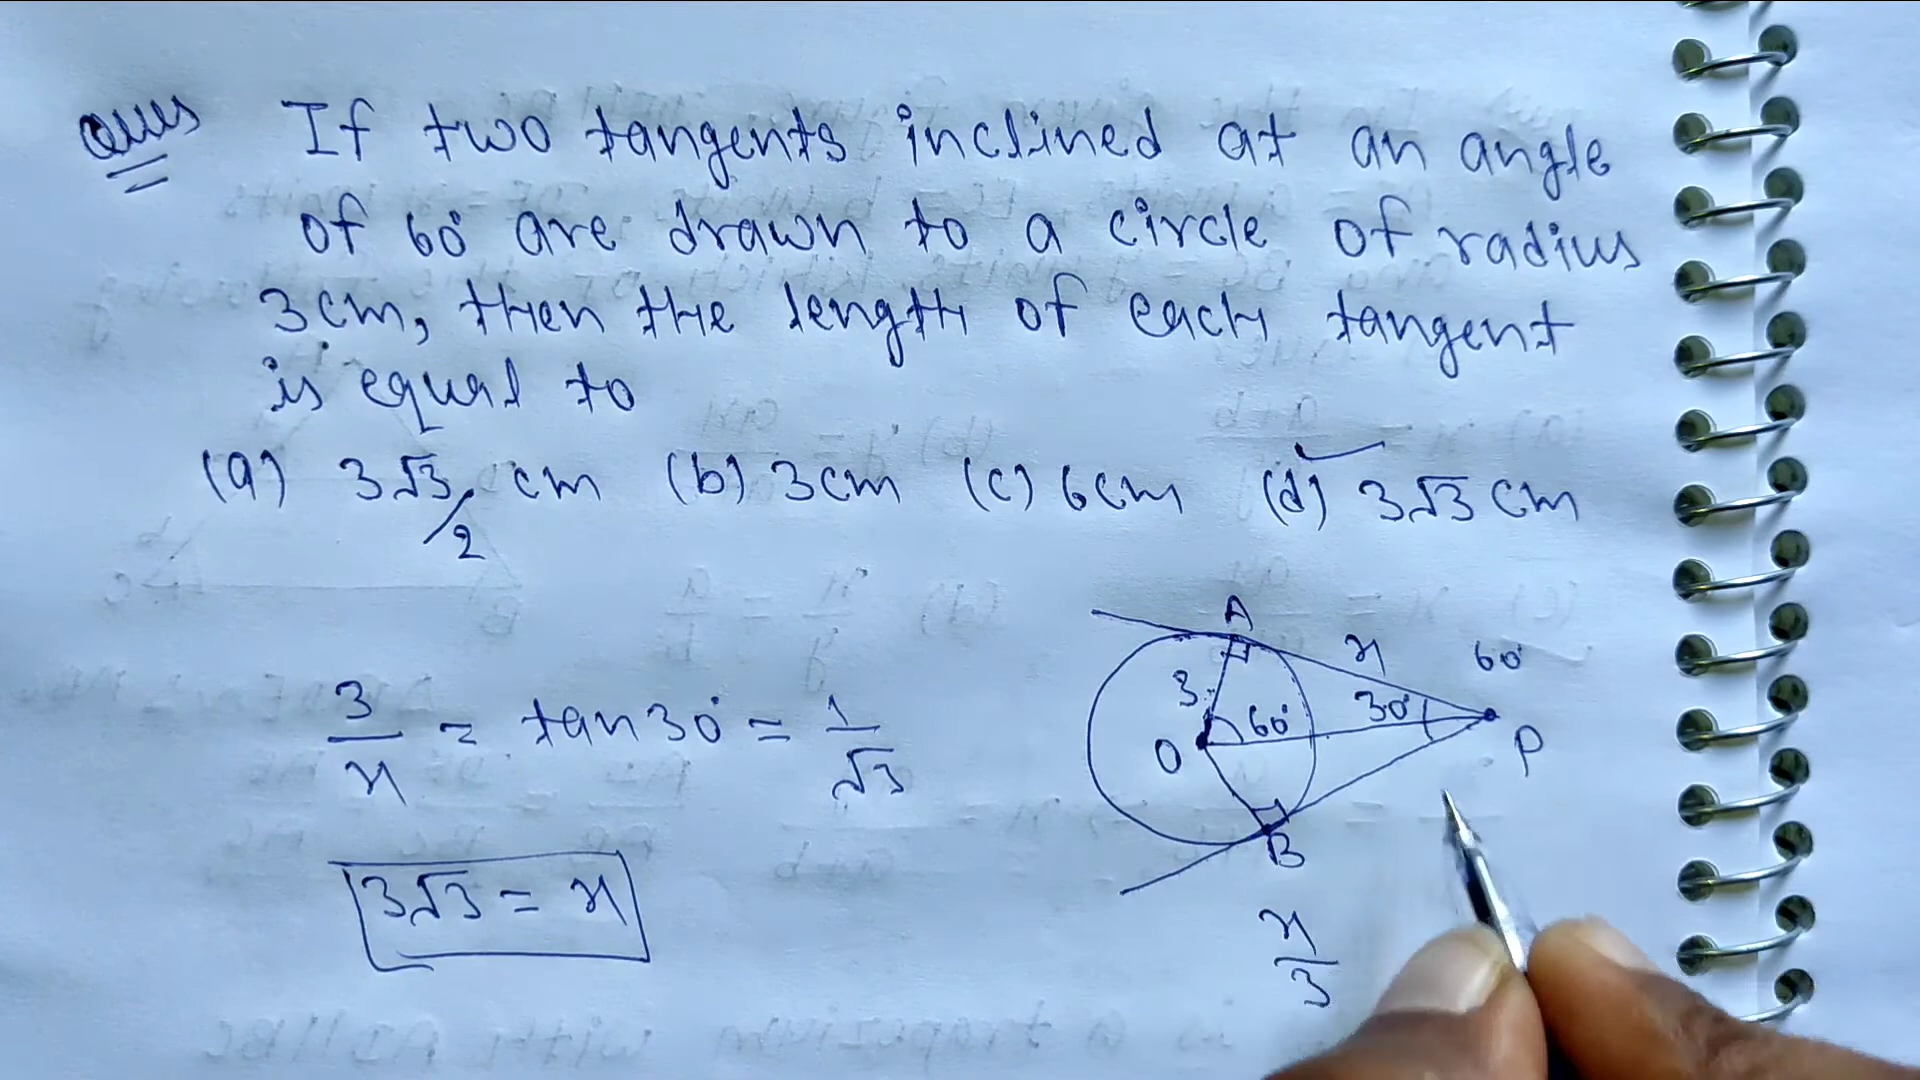 Ques If two tangents inclined at an angle
of 60° are drawn to a circle of radius
3cm, then the length of each tangent
is equal to
(a) 3√3/2 cm (b) 3cm (c) 6cm (d) 3√3 cm
3/x = tan30° = 1/√3
3√3 = x
A
x 60°
3 60° 30°
O P
B
x/3